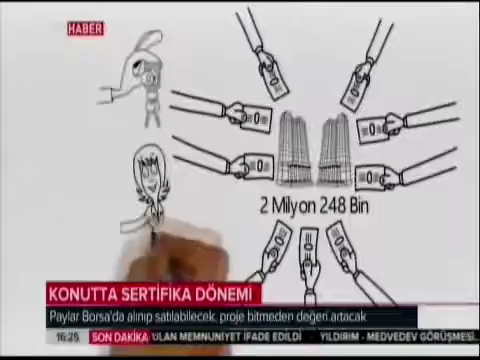 HABER
2 Milyon 248 Bin
KONUTTA SERTİFİKA DÖNEMİ
Paylar Borsa'da alınıp satılabilecek, proje bitmeden değeri artacak
16:25 SON DAKİKA ULAN MEMNUNİYET İFADE EDİLDİ YILDIRIM - MEDVEDEV GÖRÜŞMESİ